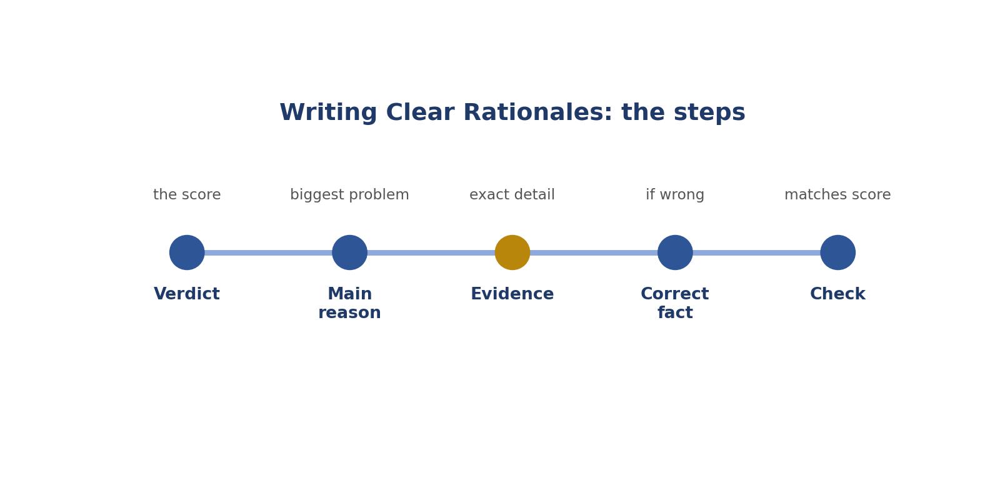 Writing Clear Rationales: the steps
the score
biggest problem
exact detail
if wrong
matches score
Verdict
Main
reason
Evidence
Correct
fact
Check